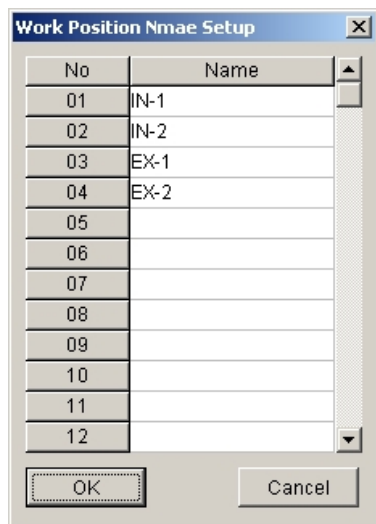 Work Position Nmae Setup
No Name
01 IN-1
02 IN-2
03 EX-1
04 EX-2
05
06
07
08
09
10
11
12
OK Cancel